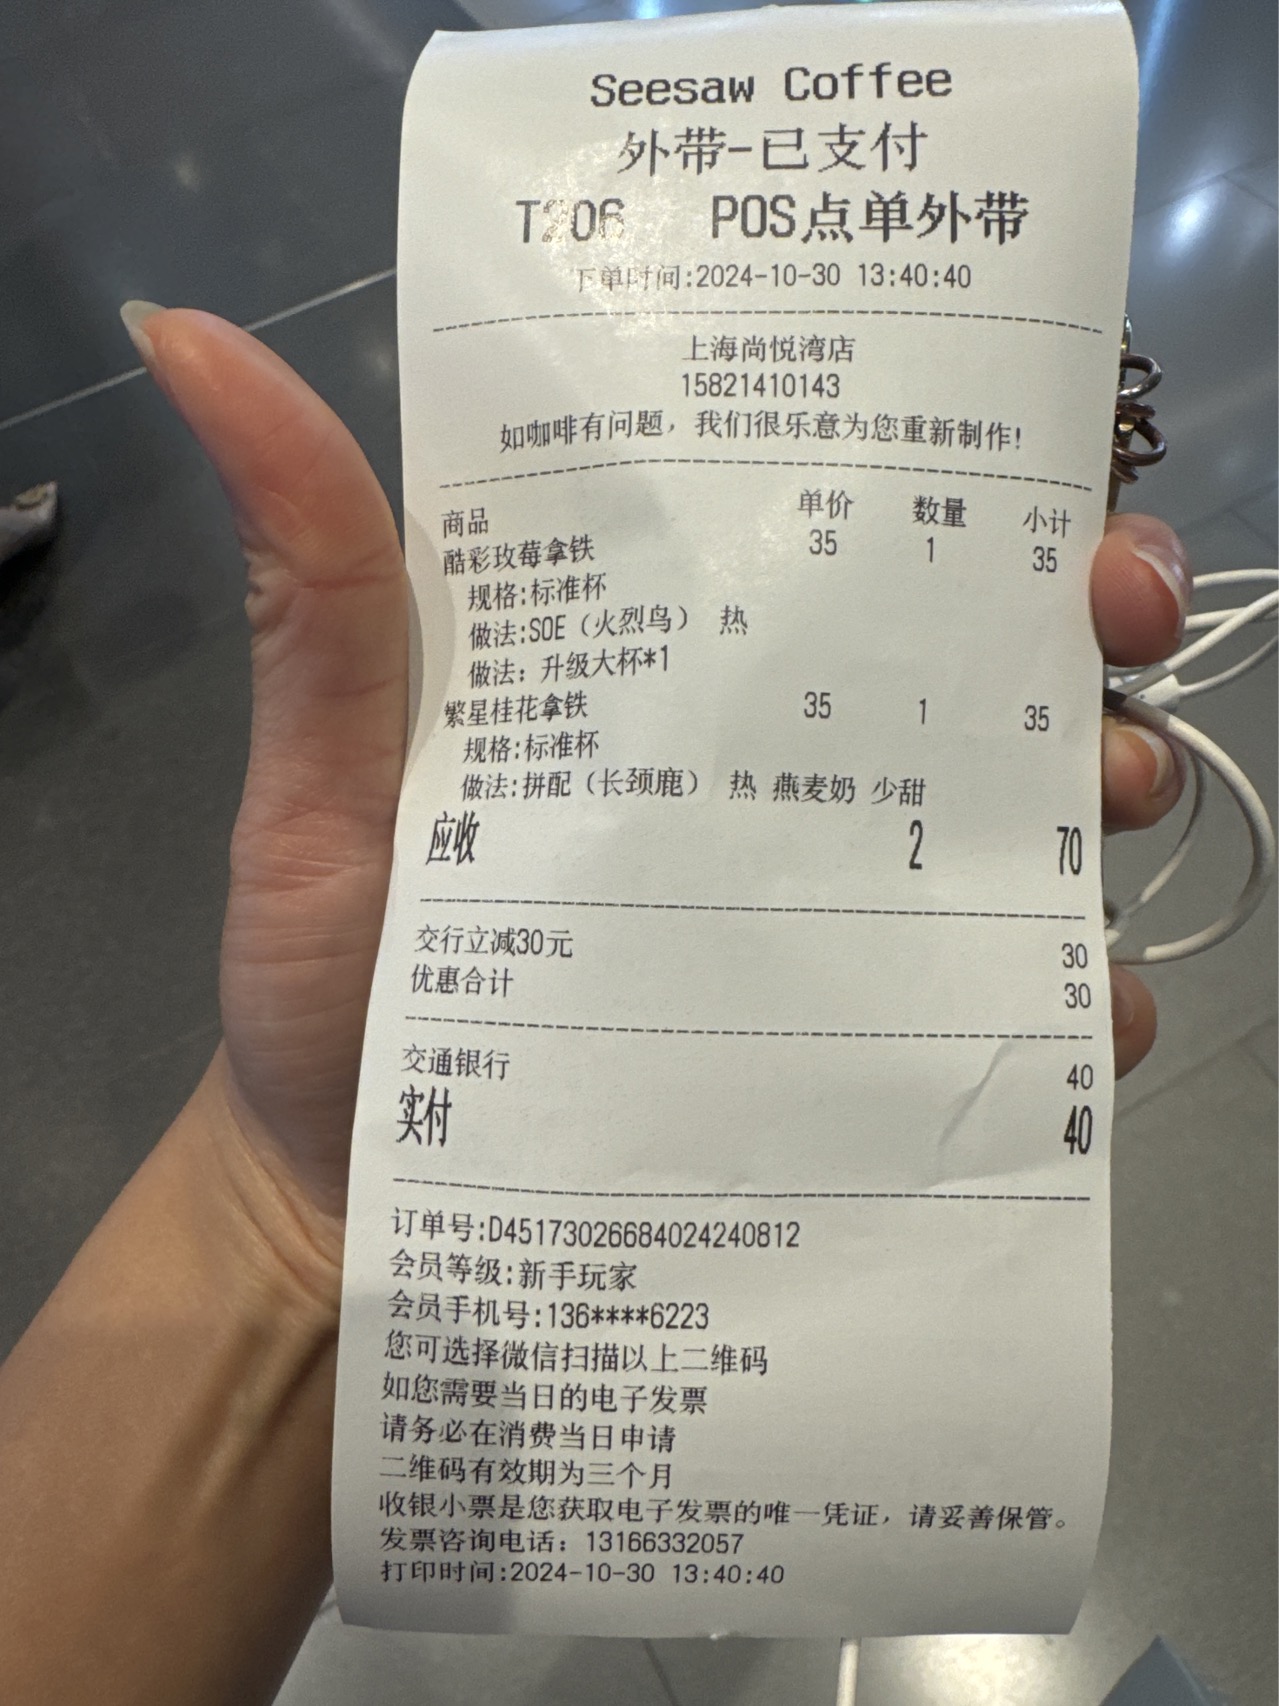 Seesaw Coffee
外带-已支付
T206 POS点单外带
下单时间:2024-10-30 13:40:40
上海尚悦湾店
15821410143
如咖啡有问题，我们很乐意为您重新制作!
商品 单价 数量 小计
酷彩玫莓拿铁 35 1 35
规格:标准杯
做法:SOE（火烈鸟） 热
做法：升级大杯*1
繁星桂花拿铁 35 1 35
规格:标准杯
做法:拼配（长颈鹿） 热 燕麦奶 少甜
应收 2 70
交行立减30元 30
优惠合计 30
交通银行 40
实付 40
订单号:D45173026684024240812
会员等级:新手玩家
会员手机号:136****6223
您可选择微信扫描以上二维码
如您需要当日的电子发票
请务必在消费当日申请
二维码有效期为三个月
收银小票是您获取电子发票的唯一凭证，请妥善保管。
发票咨询电话：13166332057
打印时间:2024-10-30 13:40:40